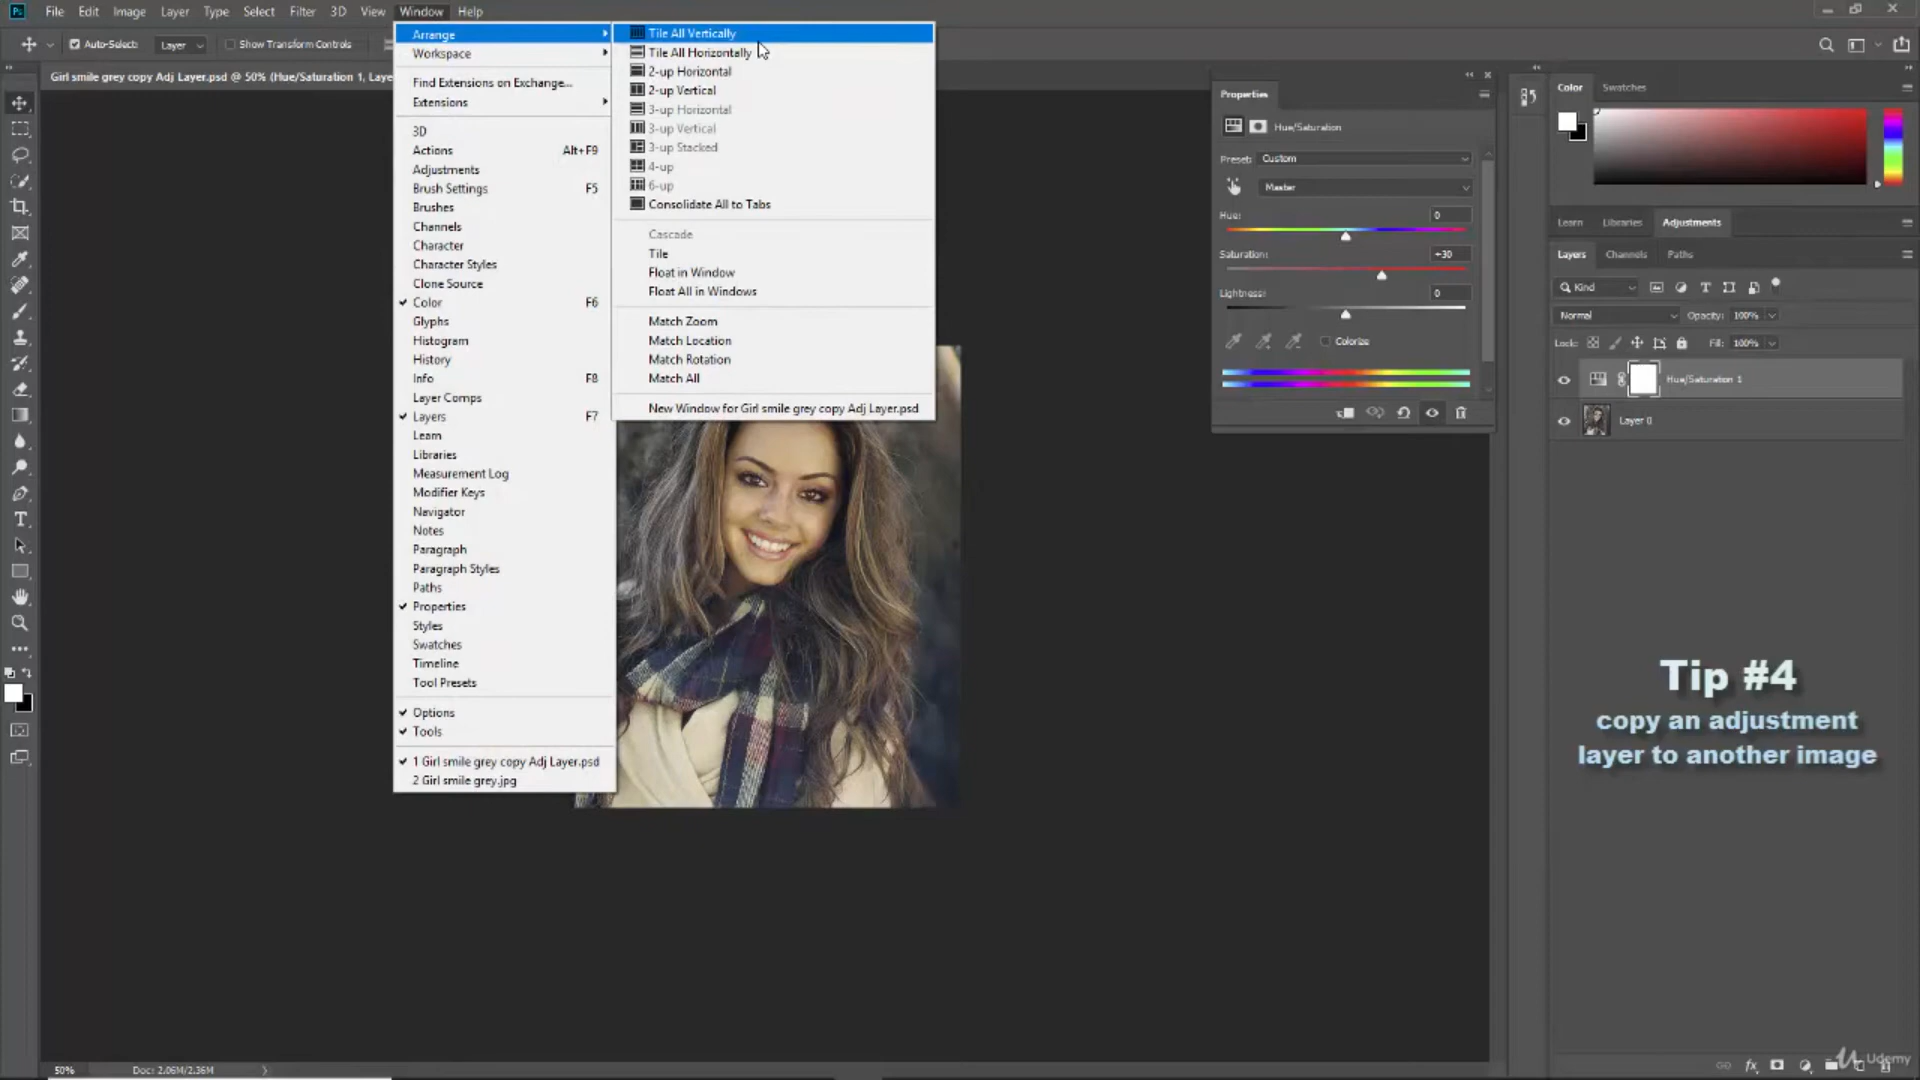 Ps File Edit Image Layer Type Select Filter 3D View Window Help
Auto-Select: Layer Show Transform Controls
Girl smile grey copy Adj Layer.psd @ 50% (Hue/Saturation 1, Laye
Arrange
Workspace
Find Extensions on Exchange...
Extensions
3D
Actions Alt+F9
Adjustments
Brush Settings F5
Brushes
Channels
Character
Character Styles
Clone Source
Color F6
Glyphs
Histogram
History
Info F8
Layer Comps
Layers F7
Learn
Libraries
Measurement Log
Modifier Keys
Navigator
Notes
Paragraph
Paragraph Styles
Paths
Properties
Styles
Swatches
Timeline
Tool Presets
Options
Tools
1 Girl smile grey copy Adj Layer.psd
2 Girl smile grey.jpg
Tile All Vertically
Tile All Horizontally
2-up Horizontal
2-up Vertical
3-up Horizontal
3-up Vertical
3-up Stacked
4-up
6-up
Consolidate All to Tabs
Cascade
Tile
Float in Window
Float All in Windows
Match Zoom
Match Location
Match Rotation
Match All
New Window for Girl smile grey copy Adj Layer.psd
Properties
Hue/Saturation
Preset: Custom
Master
Hue: 0
Saturation: +30
Lightness: 0
Colorize
Color Swatches
Learn Libraries Adjustments
Layers Channels Paths
Kind
Normal Opacity: 100%
Lock: Fill: 100%
Hue/Saturation 1
Layer 0
Tip #4
copy an adjustment
layer to another image
50% Doc: 2.06M/2.36M
Udemy